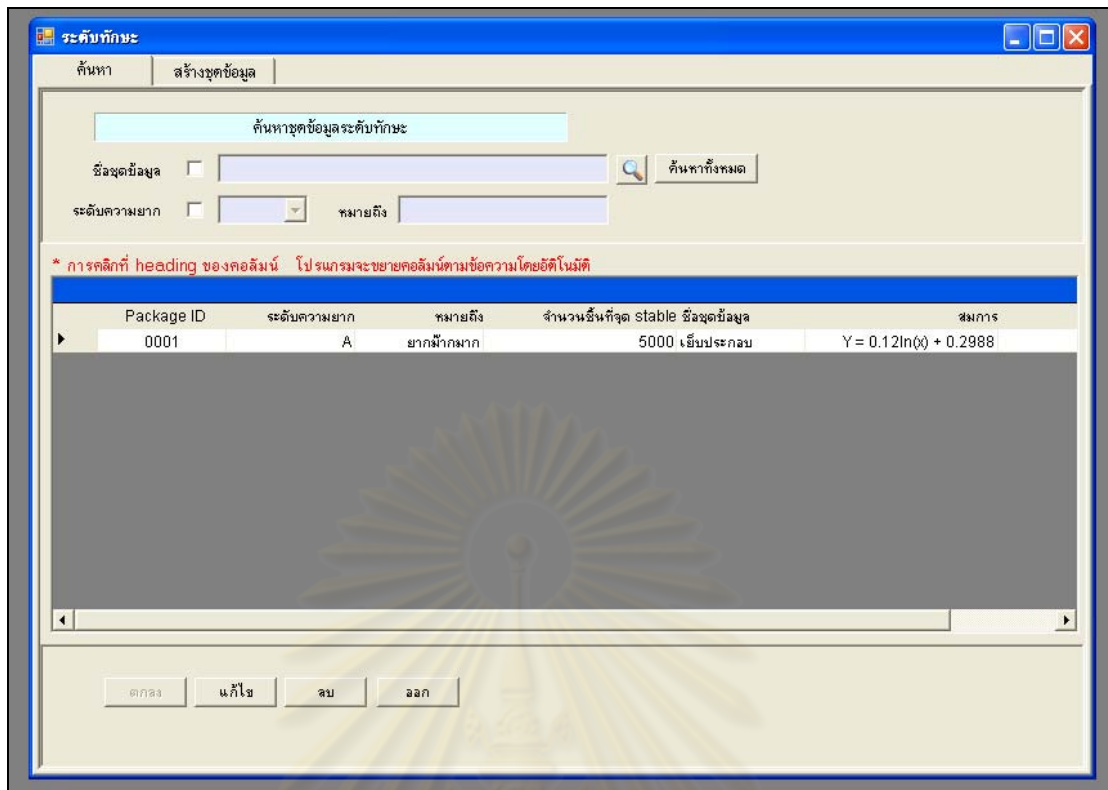 ระดับทักษะ
ค้นหา สร้างชุดข้อมูล
ค้นหาชุดข้อมูลระดับทักษะ
ชื่อชุดข้อมูล ค้นหาทั้งหมด
ระดับความยาก หมายถึง
* การคลิกที่ heading ของคอลัมน์ โปรแกรมจะขยายคอลัมน์ตามข้อความโดยอัติโนมัติ
Package ID ระดับความยาก หมายถึง จำนวนชิ้นที่จุด stable ชื่อชุดข้อมูล สมการ
0001 A ยากม๊ากมาก 5000 เย็บประกอบ Y = 0.12ln(x) + 0.2988
ตกลง แก้ไข ลบ ออก